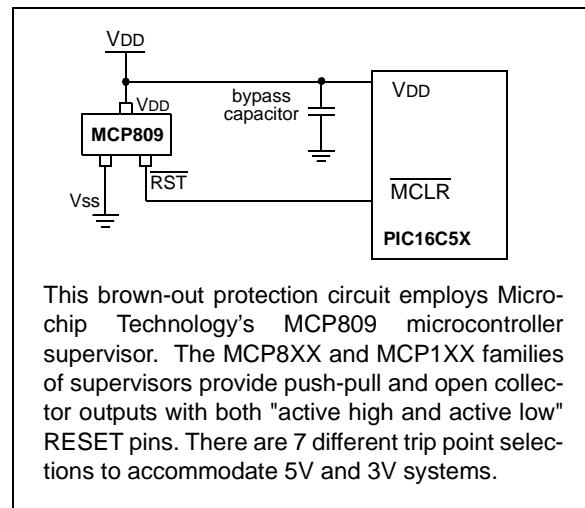 VDD
VDD
bypass
capacitor
VDD
MCP809
RST
Vss
MCLR
PIC16C5X
This brown-out protection circuit employs Micro-
chip Technology's MCP809 microcontroller
supervisor. The MCP8XX and MCP1XX families
of supervisors provide push-pull and open collec-
tor outputs with both "active high and active low"
RESET pins. There are 7 different trip point selec-
tions to accommodate 5V and 3V systems.